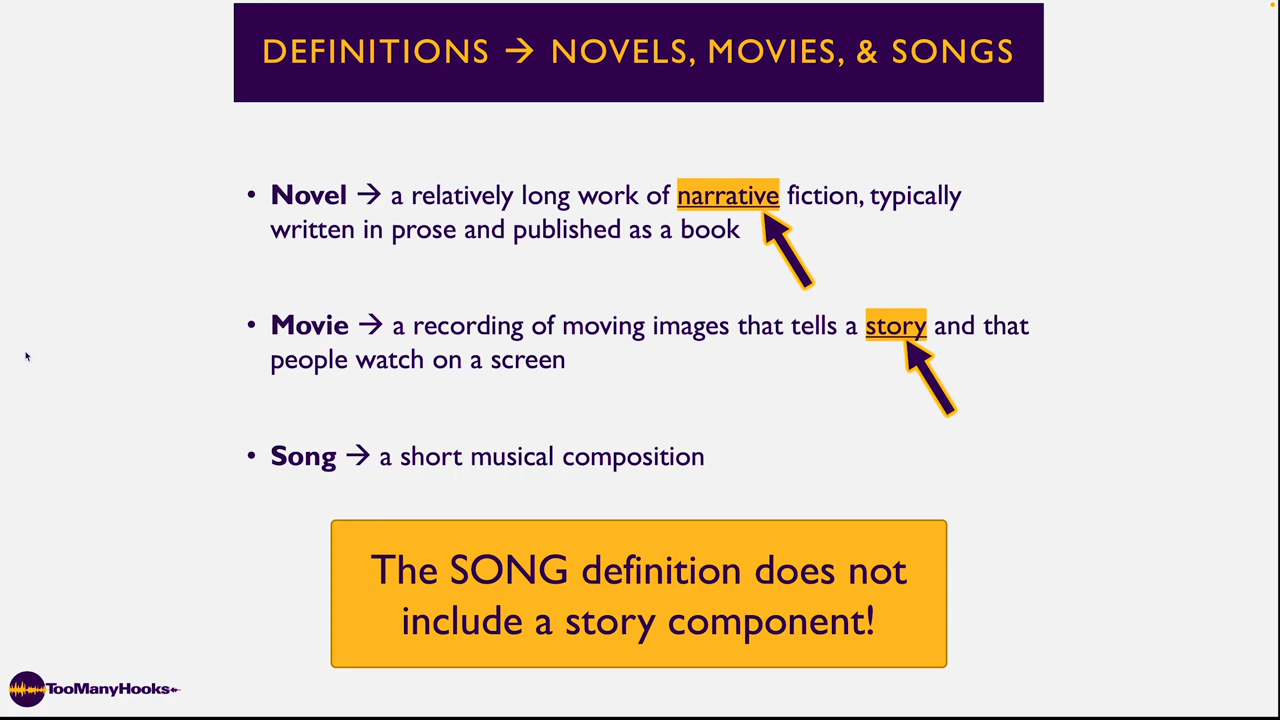 DEFINITIONS → NOVELS, MOVIES, & SONGS
• Novel → a relatively long work of narrative fiction, typically
written in prose and published as a book
• Movie → a recording of moving images that tells a story and that
people watch on a screen
• Song → a short musical composition
The SONG definition does not
include a story component!
TooManyHooks